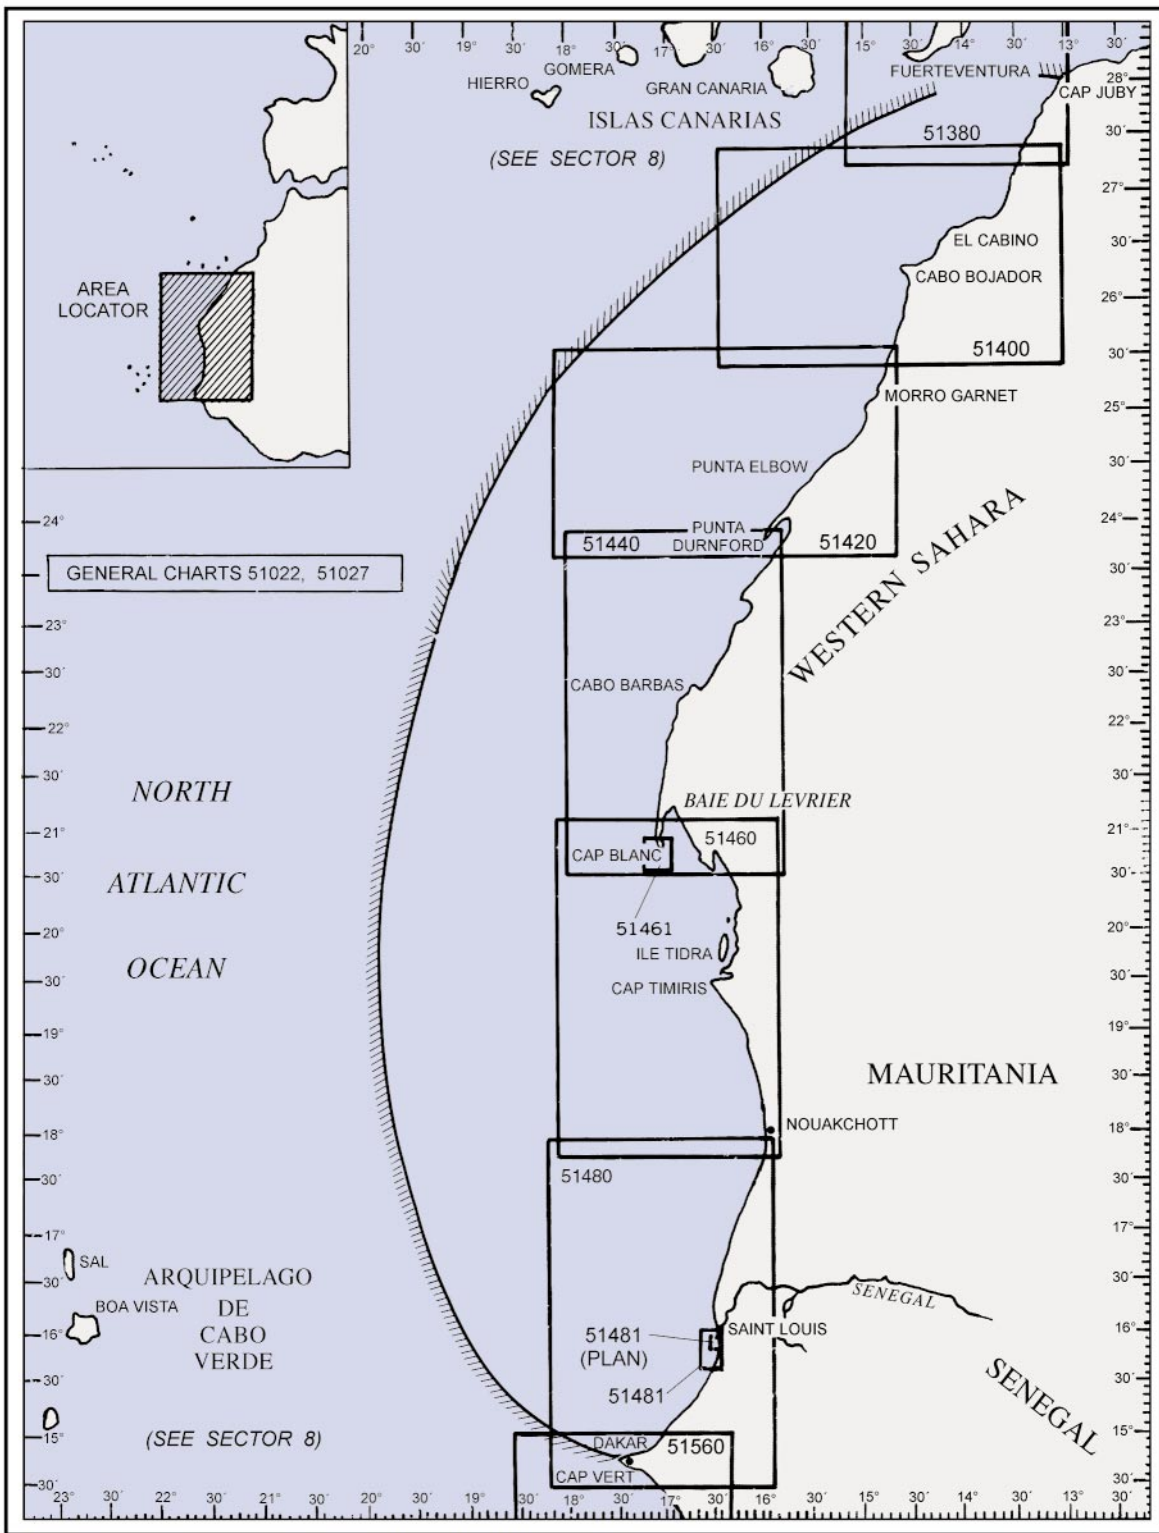 20° 30´ 19° 30´ 18° 30´ 17° 30´ 16° 30´ 15° 30´ 14° 30´ 13° 30´
GOMERA
HIERRO
GRAN CANARIA
FUERTEVENTURA
28°
CAP JUBY
ISLAS CANARIAS
51380
30´
(SEE SECTOR 8)
27°
EL CABINO
30´
CABO BOJADOR
AREA
LOCATOR
26°
51400
30´
MORRO GARNET
25°
PUNTA ELBOW
30´
24°
24°
PUNTA
DURNFORD
51440
51420
GENERAL CHARTS 51022, 51027
30´
WESTERN SAHARA
23°
23°
30´
30´
CABO BARBAS
22°
22°
30´
30´
NORTH
BAIE DU LEVRIER
21°
21°
51460
CAP BLANC
30´
30´
ATLANTIC
51461
20°
20°
ILE TIDRA
OCEAN
30´
30´
CAP TIMIRIS
19°
19°
30´
30´
MAURITANIA
NOUAKCHOTT
18°
18°
51480
30´
30´
17°
17°
SAL
30´
30´
ARQUIPELAGO
DE
CABO
VERDE
BOA VISTA
SENEGAL
16°
16°
SAINT LOUIS
51481
(PLAN)
51481
30´
30´
SENEGAL
15°
15°
(SEE SECTOR 8)
DAKAR
51560
CAP VERT
30´
30´
23° 30´ 22° 30´ 21° 30´ 20° 30´ 19° 30´ 18° 30´ 17° 30´ 16° 30´ 15° 30´ 14° 30´ 13° 30´